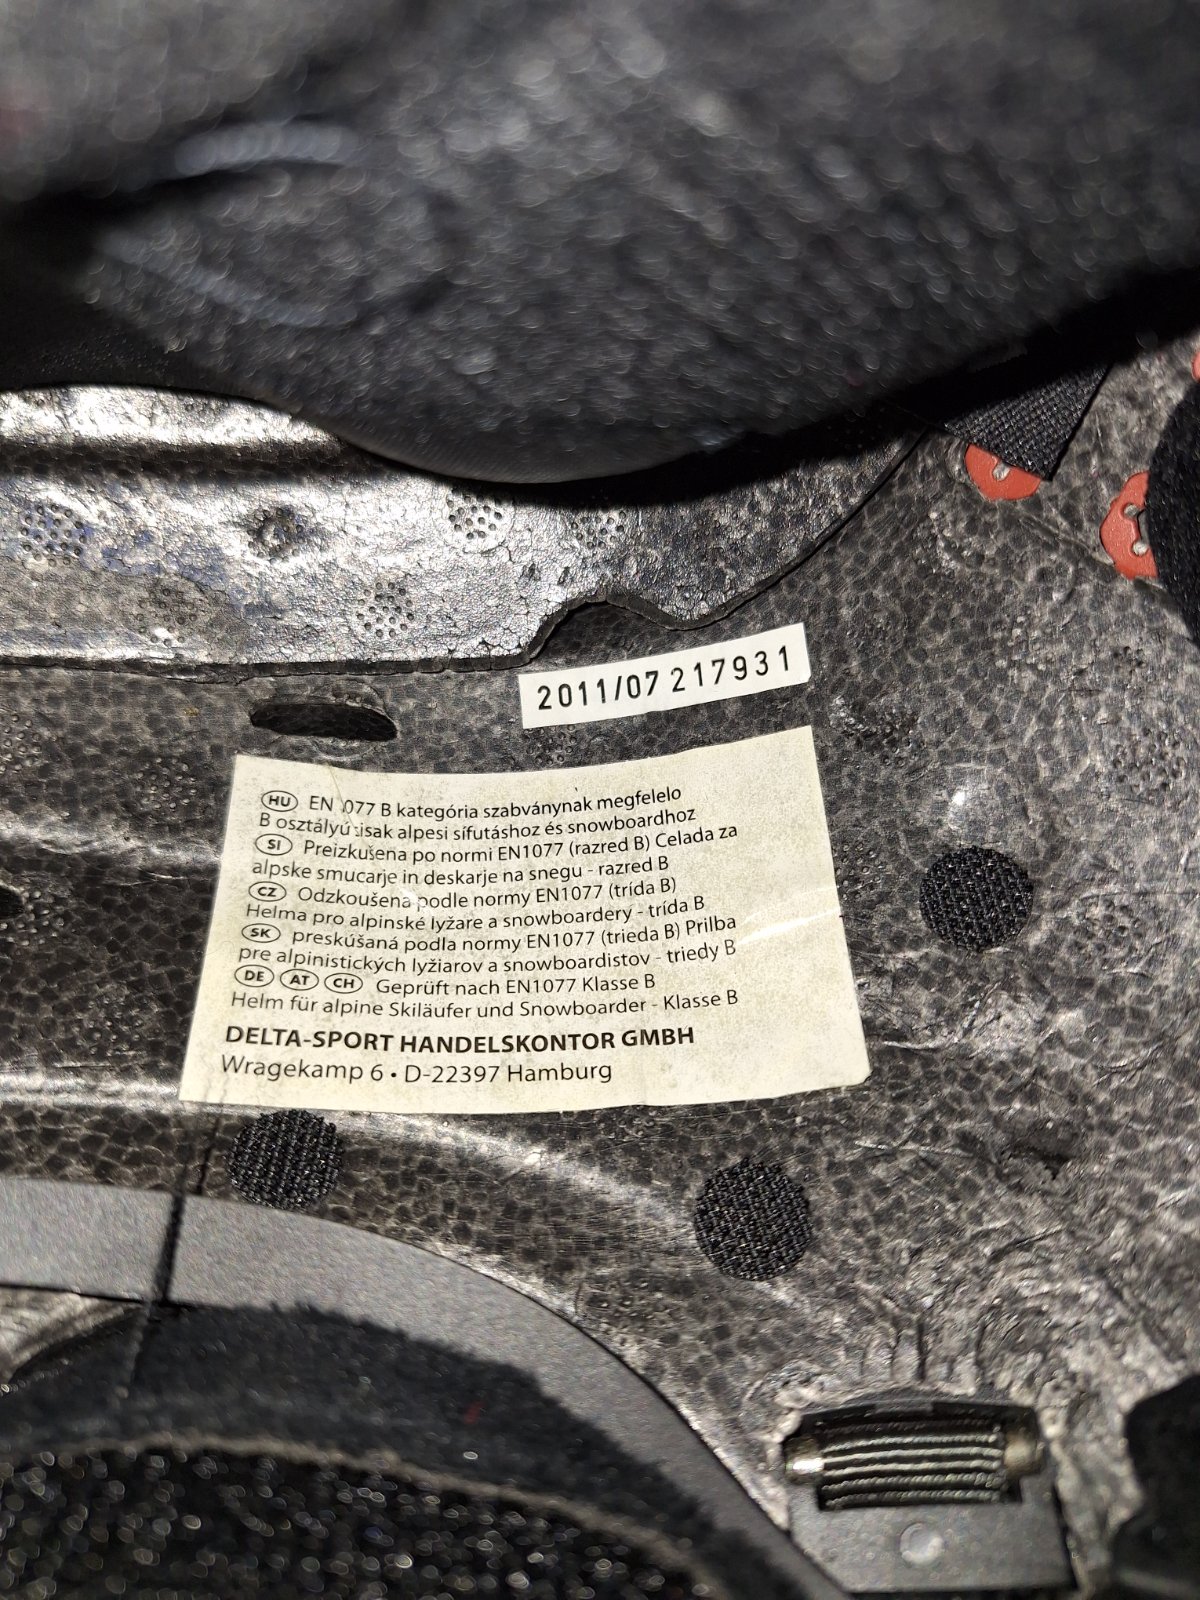 2011/07 217931
HU EN 1077 B kategória szabványnak megfelelo
B osztályú sisak alpesi sífutáshoz és snowboardhoz
SI Preizkušena po normi EN1077 (razred B) Celada za
alpske smucarje in deskarje na snegu - razred B
CZ Odzkoušena podle normy EN1077 (trída B)
Helma pro alpinské lyžare a snowboardery - trída B
SK preskúšaná podla normy EN1077 (trieda B) Prilba
pre alpinistických lyžiarov a snowboardistov - triedy B
DE AT CH Geprüft nach EN1077 Klasse B
Helm für alpine Skiläufer und Snowboarder - Klasse B
DELTA-SPORT HANDELSKONTOR GMBH
Wragekamp 6 • D-22397 Hamburg